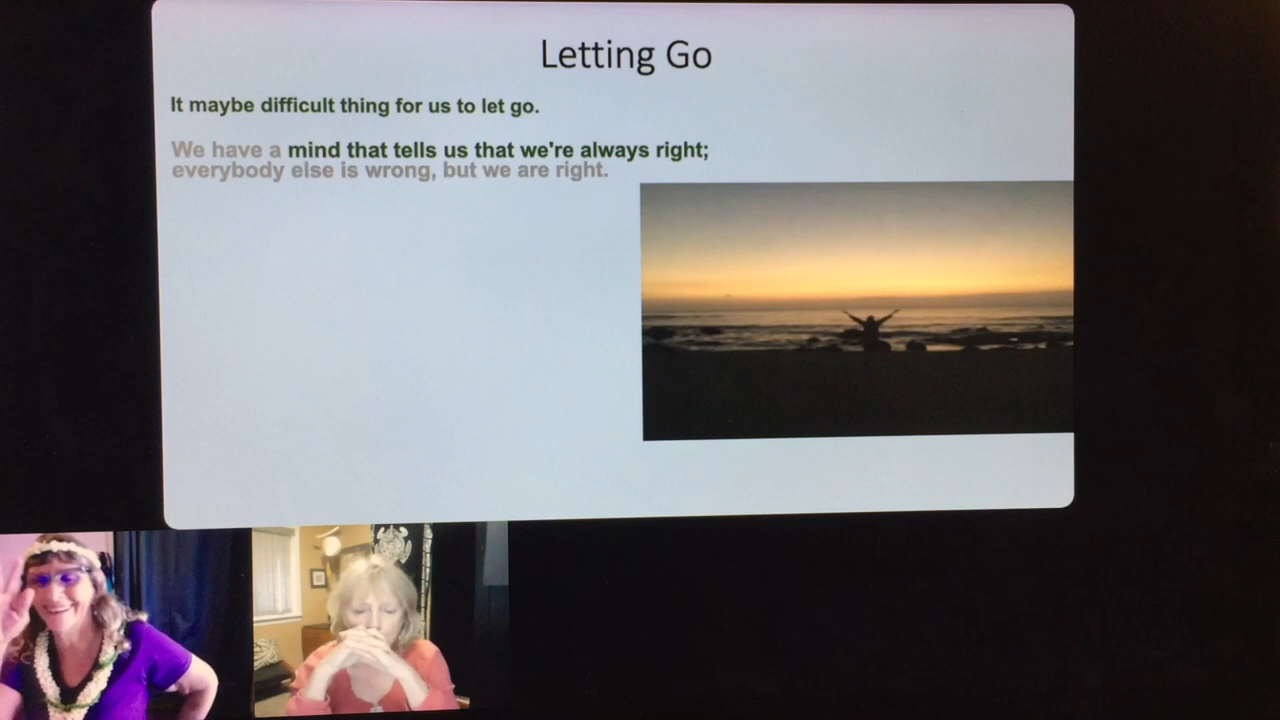 Letting Go
It maybe difficult thing for us to let go.
We have a mind that tells us that we're always right;
everybody else is wrong, but we are right.